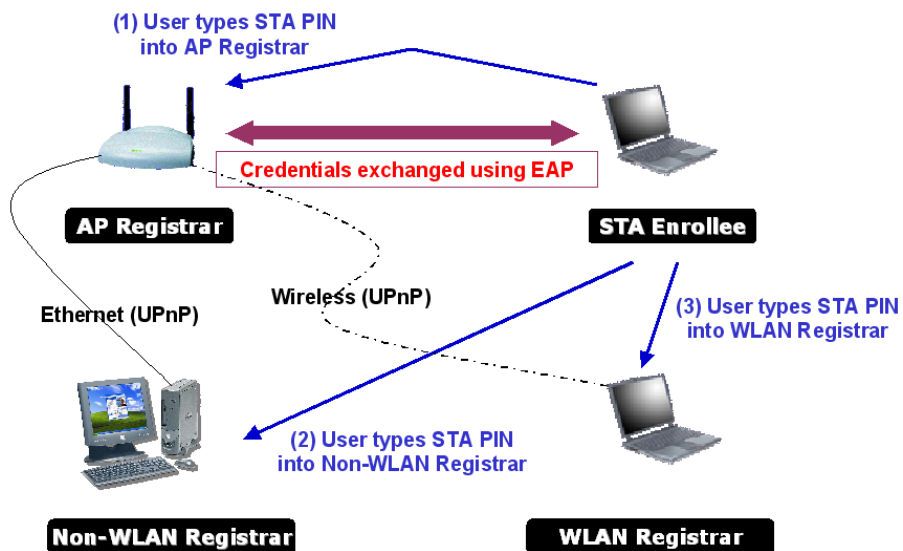 (1) User types STA PIN
into AP Registrar
Credentials exchanged using EAP
AP Registrar
STA Enrollee
Ethernet (UPnP)
Wireless (UPnP)
(3) User types STA PIN
into WLAN Registrar
(2) User types STA PIN
into Non-WLAN Registrar
Non-WLAN Registrar
WLAN Registrar